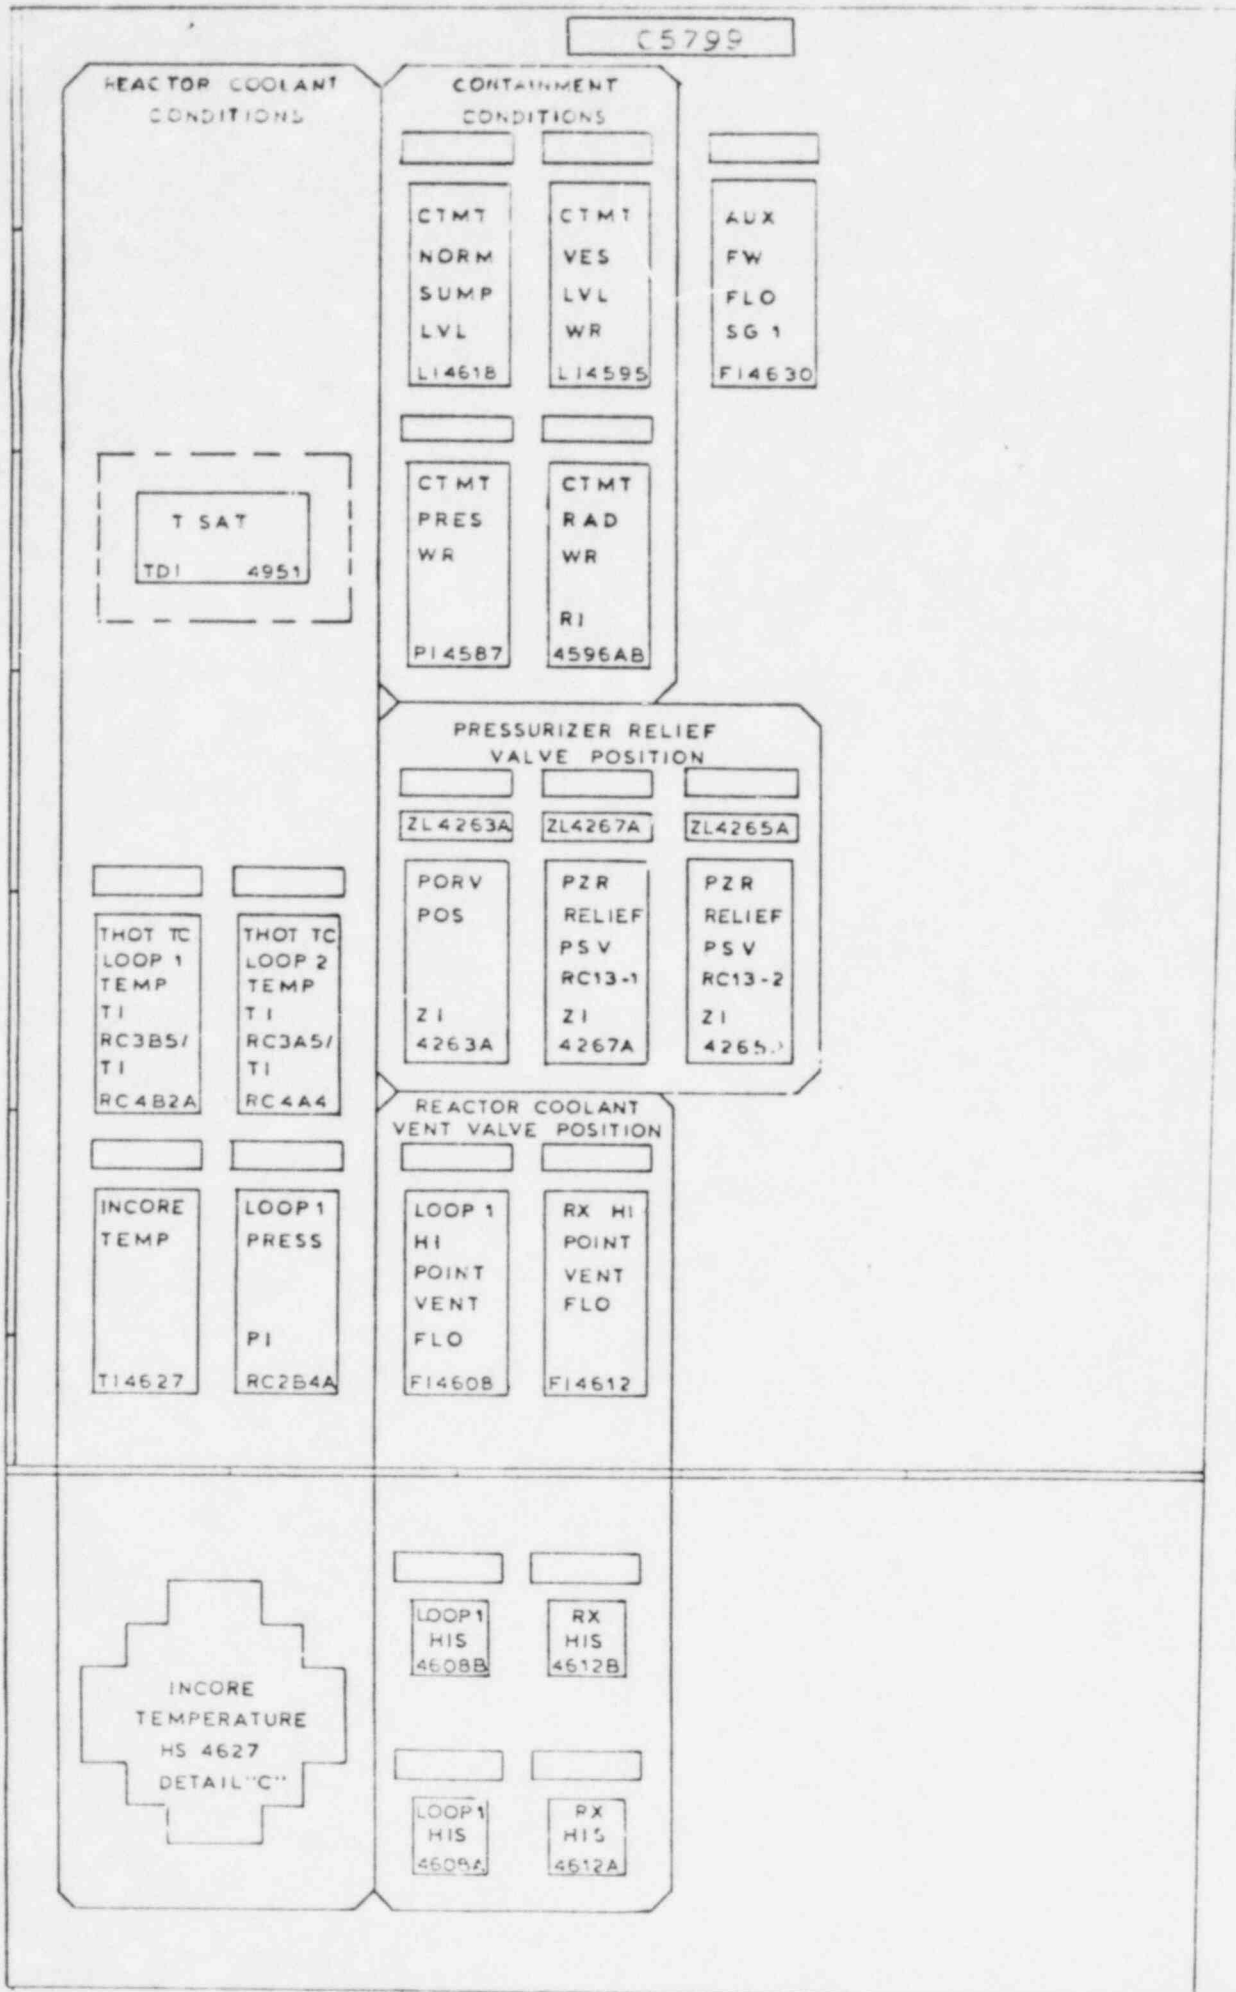 C5799
REACTOR COOLANT
CONDITIONS
CONTAINMENT
CONDITIONS
CTMT
NORM
SUMP
LVL
LI4618
CTMT
VES
LVL
WR
LI4595
AUX
FW
FLO
SG 1
FI4630
CTMT
PRES
WR
PI4587
CTMT
RAD
WR
RI
4596AB
T SAT
TDI 4951
PRESSURIZER RELIEF
VALVE POSITION
ZL4263A
ZL4267A
ZL4265A
PORV
POS
ZI
4263A
PZR
RELIEF
PSV
RC13-1
ZI
4267A
PZR
RELIEF
PSV
RC13-2
ZI
THOT TC
LOOP 1
TEMP
TI
RC3B5/
TI
RC4B2A
THOT TC
LOOP 2
TEMP
TI
RC3A5/
TI
RC4A4
INCORE
TEMP
TI4627
LOOP 1
PRESS
PI
RC2B4A
REACTOR COOLANT
VENT VALVE POSITION
LOOP 1
HI
POINT
VENT
FLO
FI4608
RX HI
POINT
VENT
FLO
FI4612
INCORE
TEMPERATURE
HS 4627
DETAIL "C"
LOOP 1
HIS
4608B
RX
HIS
4612B
LOOP 1
HIS
4608A
RX
HIS
4612A